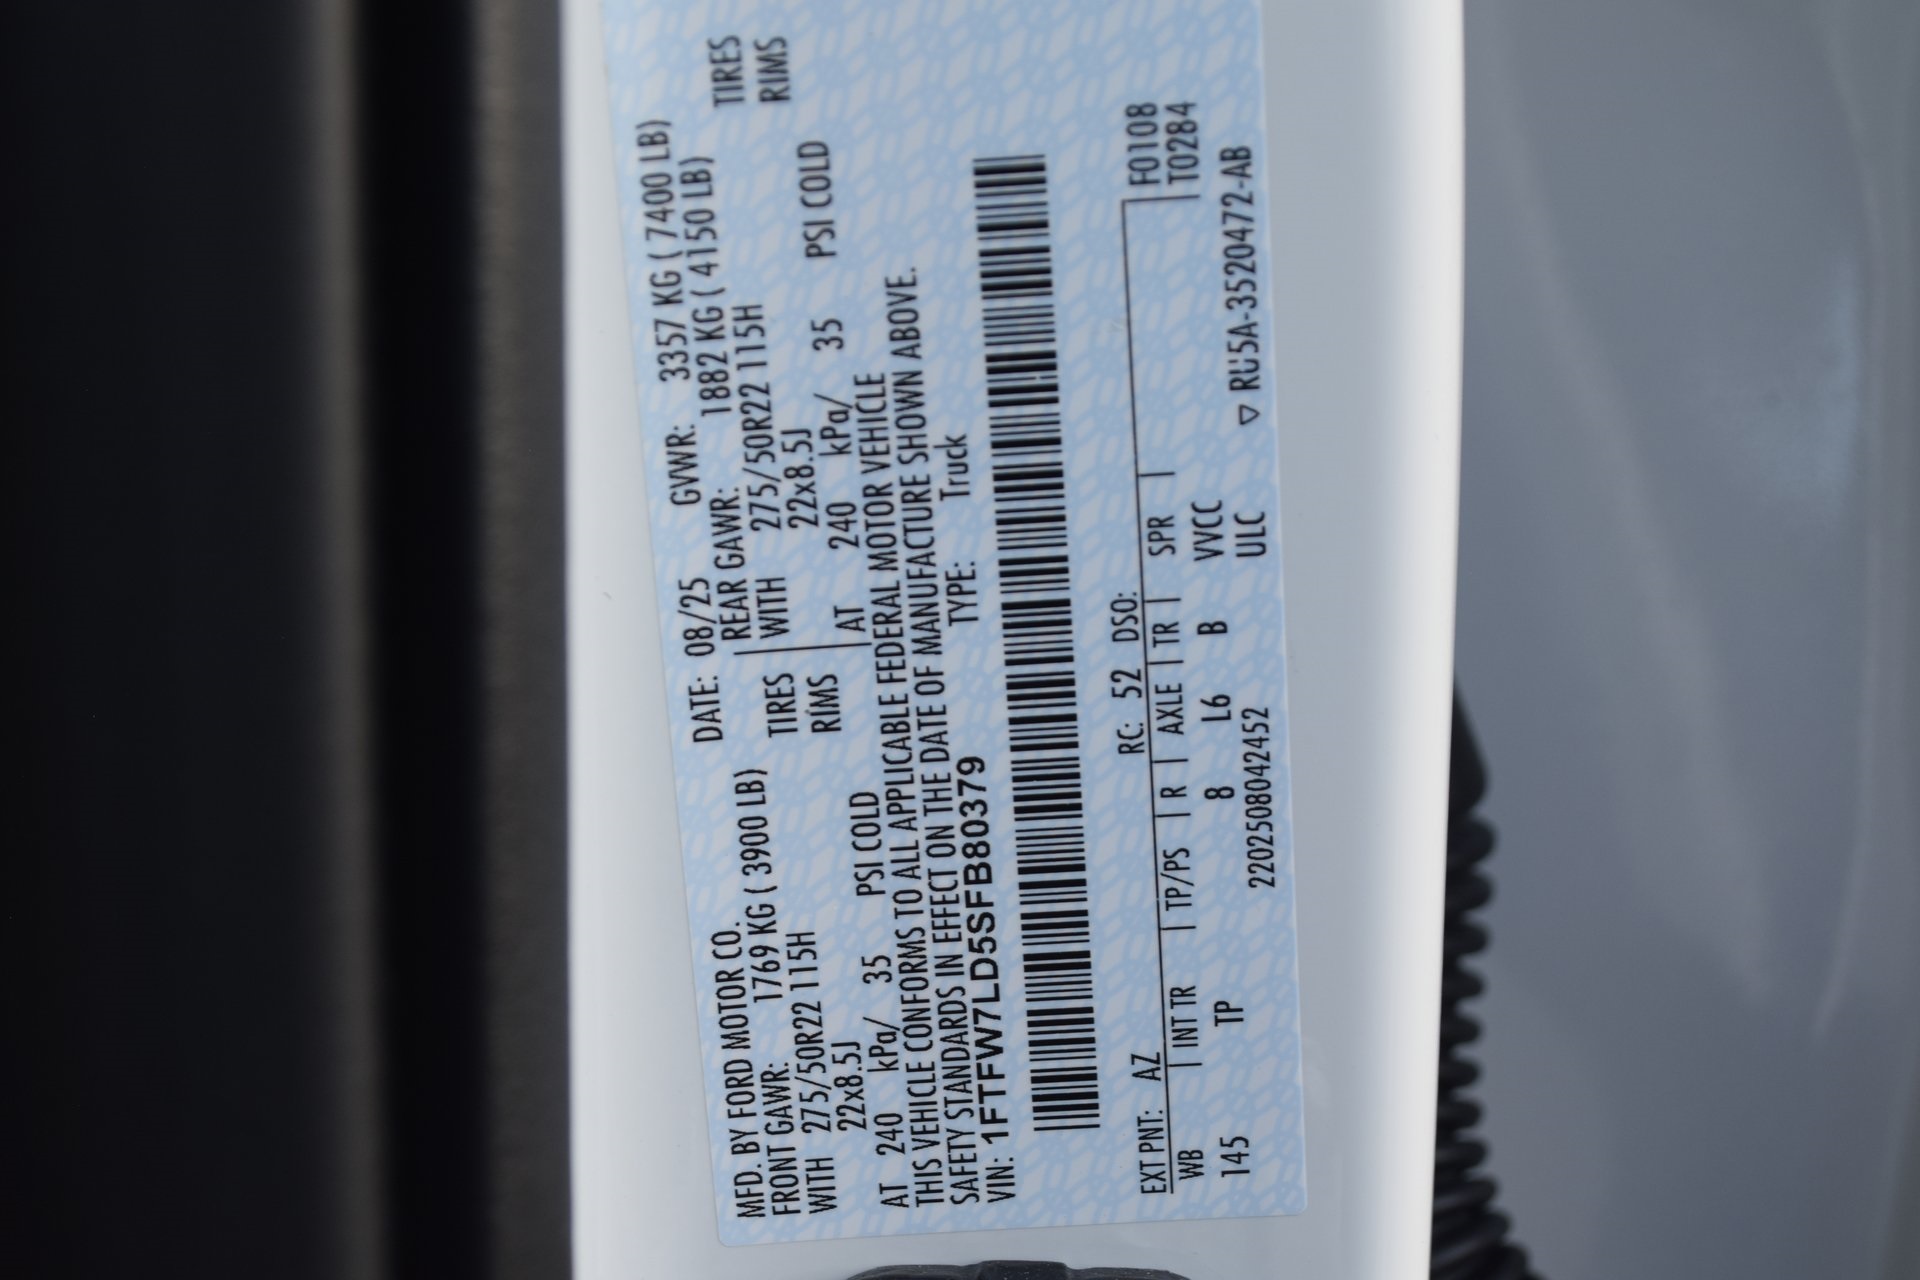 MFD. BY FORD MOTOR CO.
DATE: 08/25 GVWR: 3357 KG ( 7400 LB)
FRONT GAWR: 1769 KG ( 3900 LB)
REAR GAWR: 1882 KG ( 4150 LB)
WITH 275/50R22 115H TIRES
WITH 275/50R22 115H TIRES
22x8.5J RIMS
22x8.5J RIMS
AT 240 kPa/ 35 PSI COLD
AT 240 kPa/ 35 PSI COLD
THIS VEHICLE CONFORMS TO ALL APPLICABLE FEDERAL MOTOR VEHICLE
SAFETY STANDARDS IN EFFECT ON THE DATE OF MANUFACTURE SHOWN ABOVE.
VIN: 1FTFW7LD5SFB80379 TYPE: Truck
F0108
T0284
EXT PNT: AZ RC: 52 DSO:
WB | INT TR | TP/PS | R | AXLE | TR | SPR |
145 TP 8 L6 B VVCC
ULC
2202508042452
▽ RU5A-3520472-AB